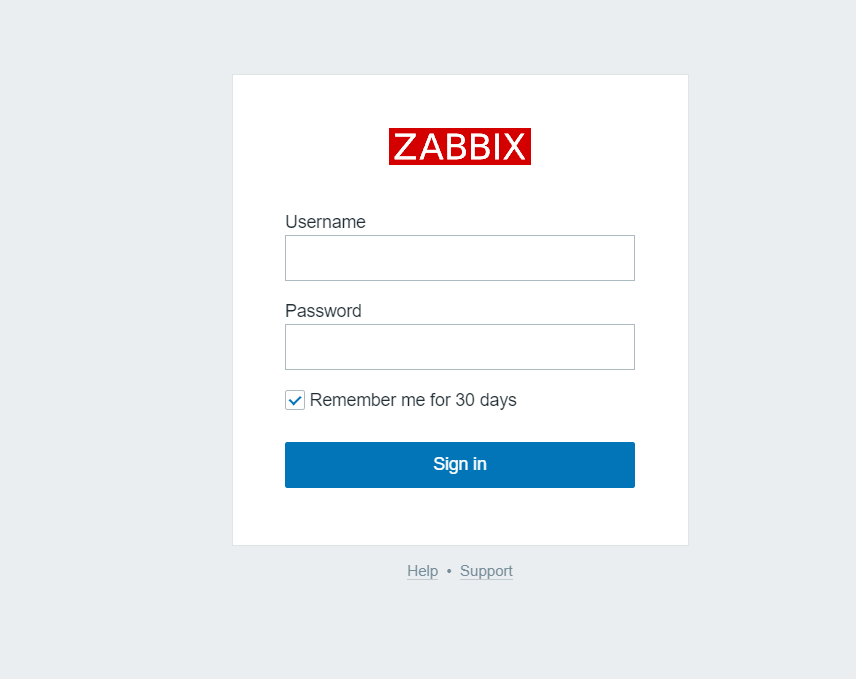 ZABBIX
Username
Password
Remember me for 30 days
Sign in
Help • Support